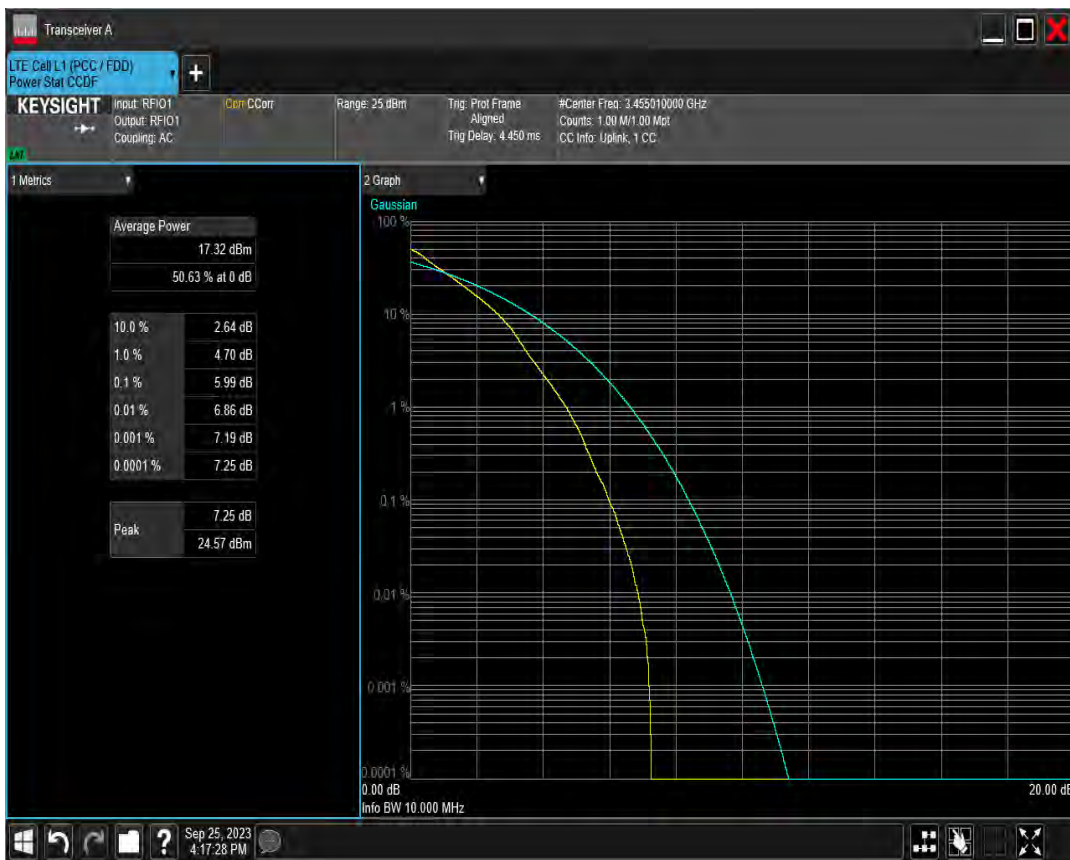 Transceiver A
LTE Cell L1 (PCC / FDD)
Power Stat CCDF
KEYSIGHT
Input: RFIO1
Output: RFIO1
Coupling: AC
Corr CCorr
Range: 25 dBm
Trig: Prot Frame
Aligned
Trig Delay: 4.450 ms
#Center Freq: 3.455010000 GHz
Counts: 1.00 M/1.00 Mpt
CC Info: Uplink, 1 CC
1 Metrics
Average Power
17.32 dBm
50.63 % at 0 dB
10.0 % 2.64 dB
1.0 % 4.70 dB
0.1 % 5.99 dB
0.01 % 6.86 dB
0.001 % 7.19 dB
0.0001 % 7.25 dB
Peak
7.25 dB
24.57 dBm
2 Graph
Gaussian
100 %
10 %
1 %
0.1 %
0.01 %
0.001 %
0.0001 %
0.00 dB
20.00 dB
Info BW 10.000 MHz
Sep 25, 2023
4:17:28 PM